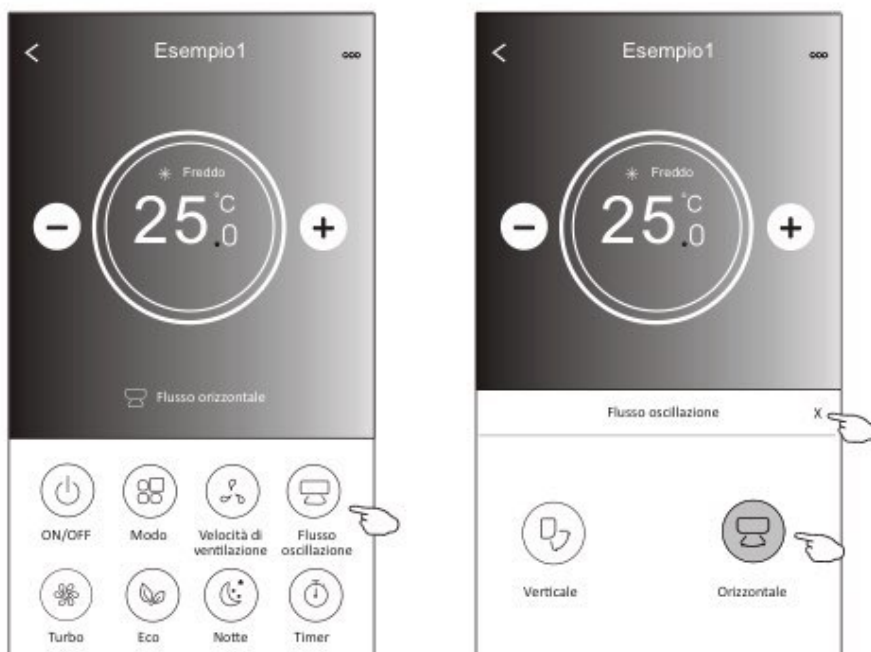 Esempio1
Freddo
25.0 °C
Flusso orizzontale
ON/OFF
Modo
Velocità di
ventilazione
Flusso
oscillazione
Turbo
Eco
Notte
Timer
Esempio1
Freddo
25.0 °C
Flusso oscillazione X
Verticale
Orizzontale